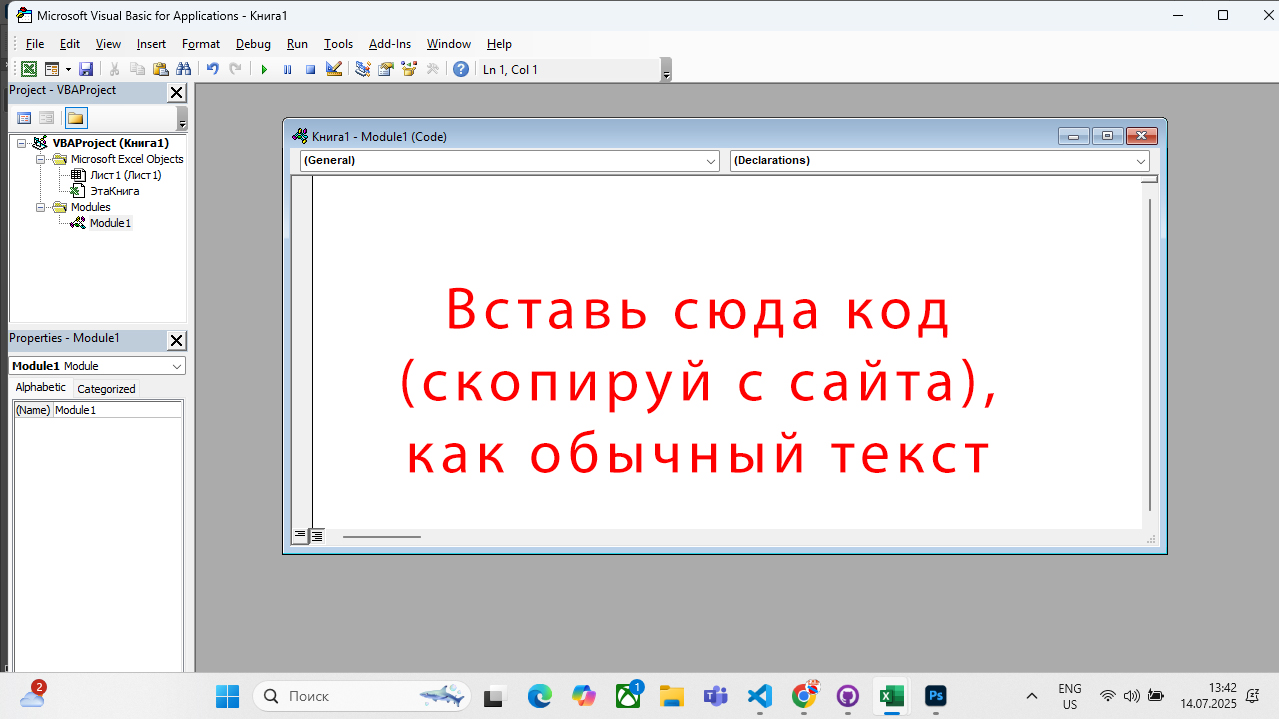 Microsoft Visual Basic for Applications - Книга1
File Edit View Insert Format Debug Run Tools Add-Ins Window Help
Ln 1, Col 1
Project - VBAProject
VBAProject (Книга1)
Microsoft Excel Objects
Лист1 (Лист1)
ЭтаКнига
Modules
Module1
Properties - Module1
Module1 Module
Alphabetic Categorized
(Name) Module1
Книга1 - Module1 (Code)
(General) (Declarations)
Вставь сюда код
(скопируй с сайта),
как обычный текст
2
Поиск
1
Ps
ENG
US
13:42
14.07.2025